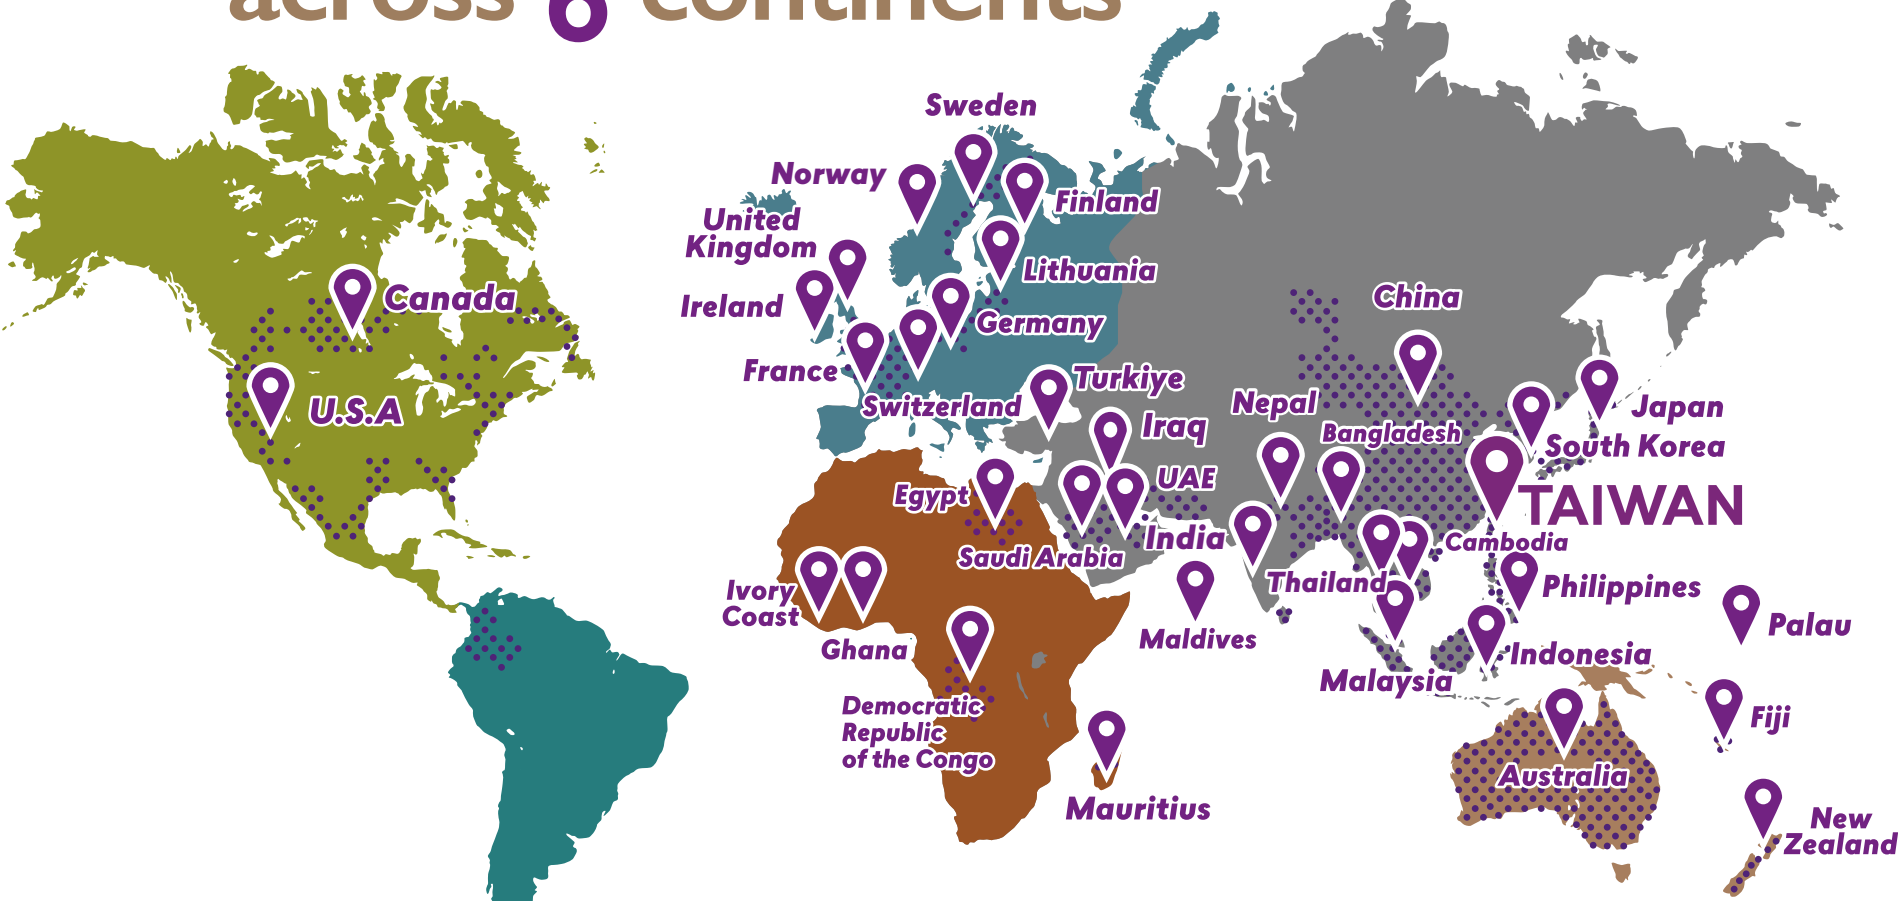 across 6 continents
Sweden
Norway
Finland
United
Kingdom
Lithuania
Ireland
Canada
China
Germany
France
Turkiye
Switzerland
U.S.A
Nepal
Japan
Iraq
Bangladesh
South Korea
UAE
Egypt
TAIWAN
India
Cambodia
Saudi Arabia
Thailand
Philippines
Ivory
Coast
Palau
Maldives
Ghana
Indonesia
Malaysia
Democratic
Republic
of the Congo
Fiji
Australia
Mauritius
New
Zealand